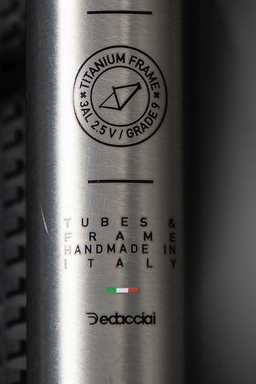 TITANIUM FRAME
3AL 2.5 V / GRADE 9
TUBES &
FRAME
HANDMADE IN
ITALY
Dedacciai